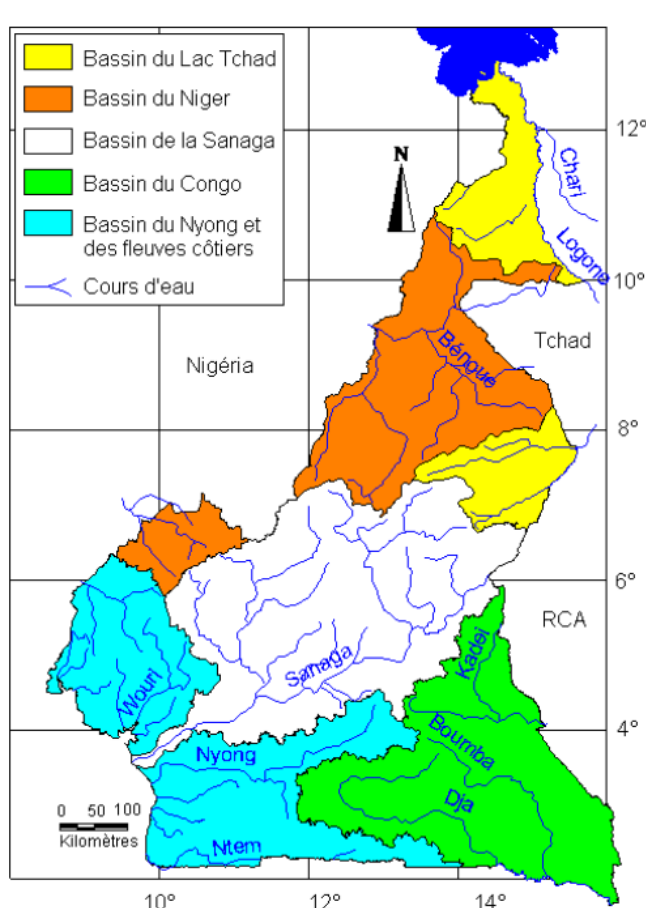 Bassin du Lac Tchad
Bassin du Niger
Bassin de la Sanaga
Bassin du Congo
Bassin du Nyong et
des fleuves côtiers
Cours d'eau
N
12°
Chari
Logone
10°
Tchad
Nigéria
Béngue
8°
6°
RCA
Kadei
Sanaga
Wouri
4°
Boumba
Nyong
Dja
0 50 100
Kilomètres
Ntem
10°
12°
14°